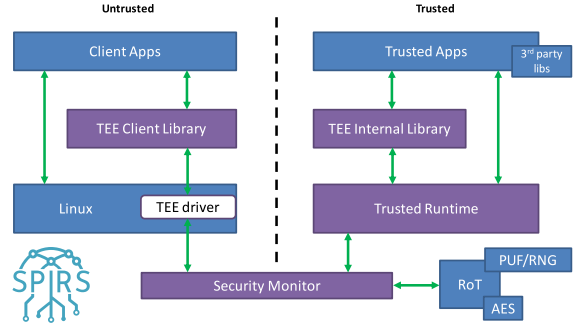 Untrusted
Trusted
Client Apps
Trusted Apps
3rd party
libs
TEE Client Library
TEE Internal Library
Linux
TEE driver
Trusted Runtime
SPIRS
Security Monitor
RoT
PUF/RNG
AES